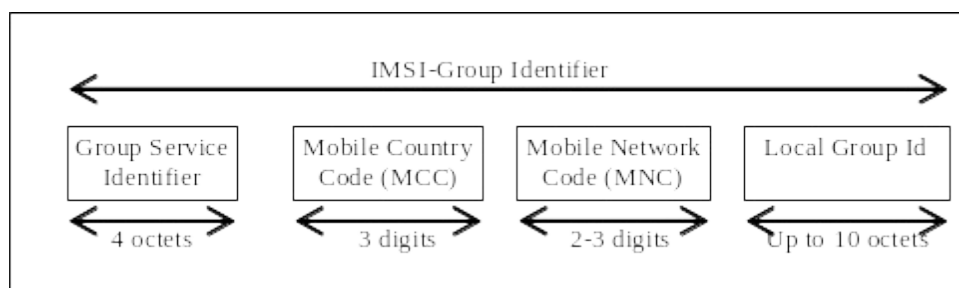 IMSI-Group Identifier
Group Service Mobile Country Mobile Network Local Group Id
Identifier Code (MCC) Code (MNC)
4 octets 3 digits 2-3 digits Up to 10 octets